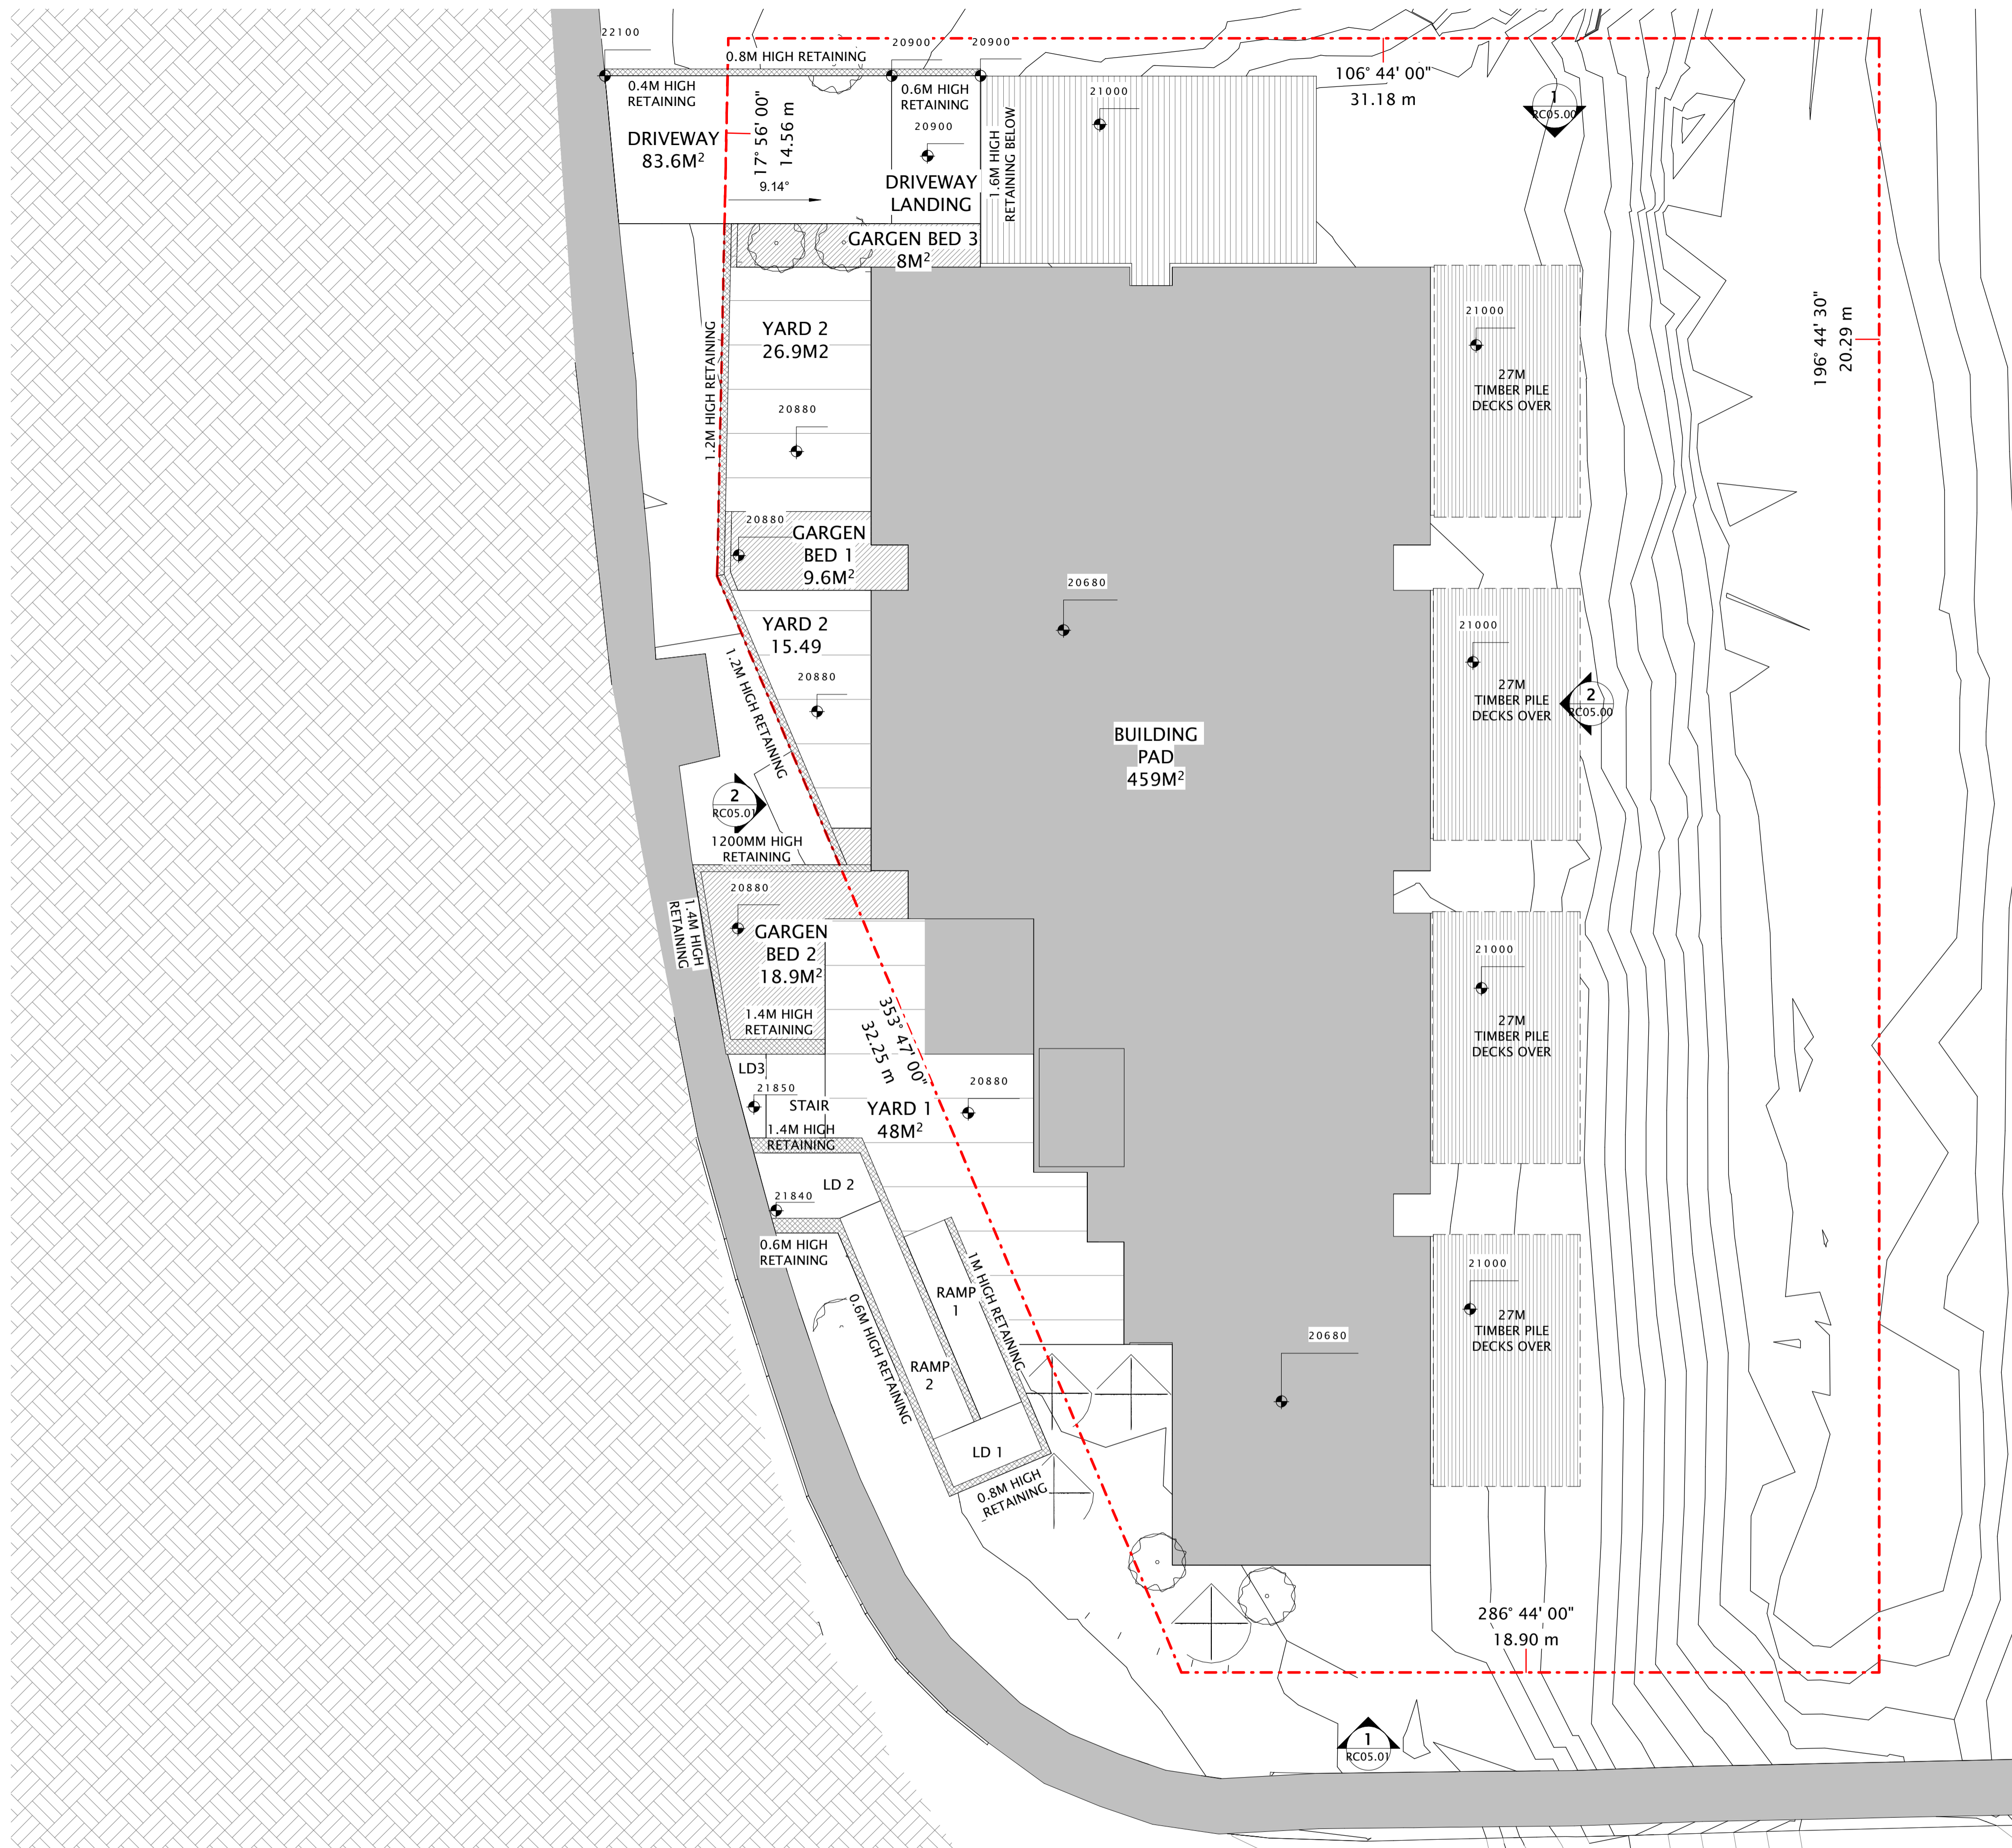 22100
0.8M HIGH RETAINING
20900
20900
0.4M HIGH
RETAINING
0.6M HIGH
RETAINING
106° 44' 00"
31.18 m
1
RC05.00
21000
17° 56' 00"
14.56 m
DRIVEWAY
83.6M²
20900
1.6M HIGH
RETAINING BELOW
9.14°
DRIVEWAY
LANDING
GARGEN BED 3
8M²
196° 44' 30"
20.29 m
1.2M HIGH RETAINING
YARD 2
26.9M2
21000
27M
TIMBER PILE
DECKS OVER
20880
20880
GARGEN
BED 1
9.6M²
20680
YARD 2
15.49
1.2M HIGH RETAINING
20880
21000
27M
TIMBER PILE
DECKS OVER
2
RC05.00
BUILDING
PAD
459M²
2
RC05.01
1200MM HIGH
RETAINING
1.4M HIGH
RETAINING
20880
GARGEN
BED 2
18.9M²
1.4M HIGH
RETAINING
353° 47' 00"
32.25 m
21000
27M
TIMBER PILE
DECKS OVER
LD3
21850
STAIR
YARD 1
48M²
20880
1.4M HIGH
RETAINING
LD 2
21840
0.6M HIGH
RETAINING
0.6M HIGH RETAINING
RAMP
1
1M HIGH RETAINING
RAMP
2
21000
27M
TIMBER PILE
DECKS OVER
20680
LD 1
0.8M HIGH
RETAINING
286° 44' 00"
18.90 m
1
RC05.01